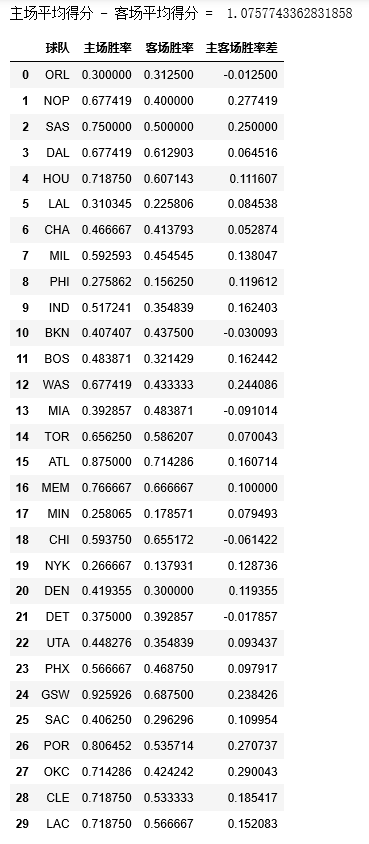 主场平均得分 - 客场平均得分 = 1.0757743362831858
球队 主场胜率 客场胜率 主客场胜率差
0 ORL 0.300000 0.312500 -0.012500
1 NOP 0.677419 0.400000 0.277419
2 SAS 0.750000 0.500000 0.250000
3 DAL 0.677419 0.612903 0.064516
4 HOU 0.718750 0.607143 0.111607
5 LAL 0.310345 0.225806 0.084538
6 CHA 0.466667 0.413793 0.052874
7 MIL 0.592593 0.454545 0.138047
8 PHI 0.275862 0.156250 0.119612
9 IND 0.517241 0.354839 0.162403
10 BKN 0.407407 0.437500 -0.030093
11 BOS 0.483871 0.321429 0.162442
12 WAS 0.677419 0.433333 0.244086
13 MIA 0.392857 0.483871 -0.091014
14 TOR 0.656250 0.586207 0.070043
15 ATL 0.875000 0.714286 0.160714
16 MEM 0.766667 0.666667 0.100000
17 MIN 0.258065 0.178571 0.079493
18 CHI 0.593750 0.655172 -0.061422
19 NYK 0.266667 0.137931 0.128736
20 DEN 0.419355 0.300000 0.119355
21 DET 0.375000 0.392857 -0.017857
22 UTA 0.448276 0.354839 0.093437
23 PHX 0.566667 0.468750 0.097917
24 GSW 0.925926 0.687500 0.238426
25 SAC 0.406250 0.296296 0.109954
26 POR 0.806452 0.535714 0.270737
27 OKC 0.714286 0.424242 0.290043
28 CLE 0.718750 0.533333 0.185417
29 LAC 0.718750 0.566667 0.152083